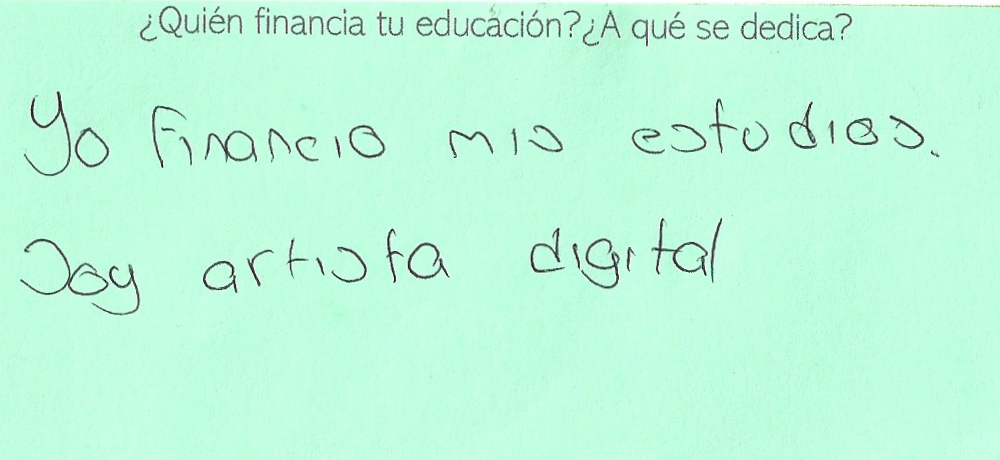 ¿Quién financia tu educación?¿A qué se dedica?
Yo financio mis estudios.
Soy artista digital